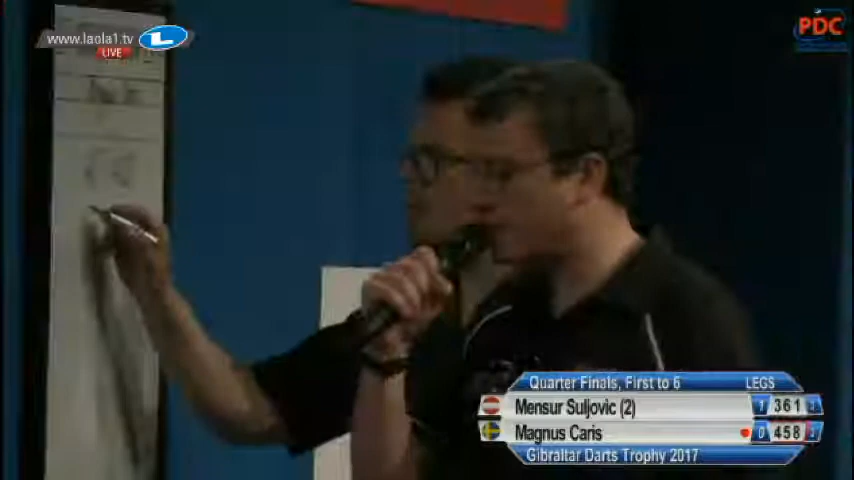 www.laola1.tv
LIVE
PDC
Quarter Finals, First to 6 LEGS
Mensur Suljovic (2) 1 361
Magnus Caris 0 458
Gibraltar Darts Trophy 2017